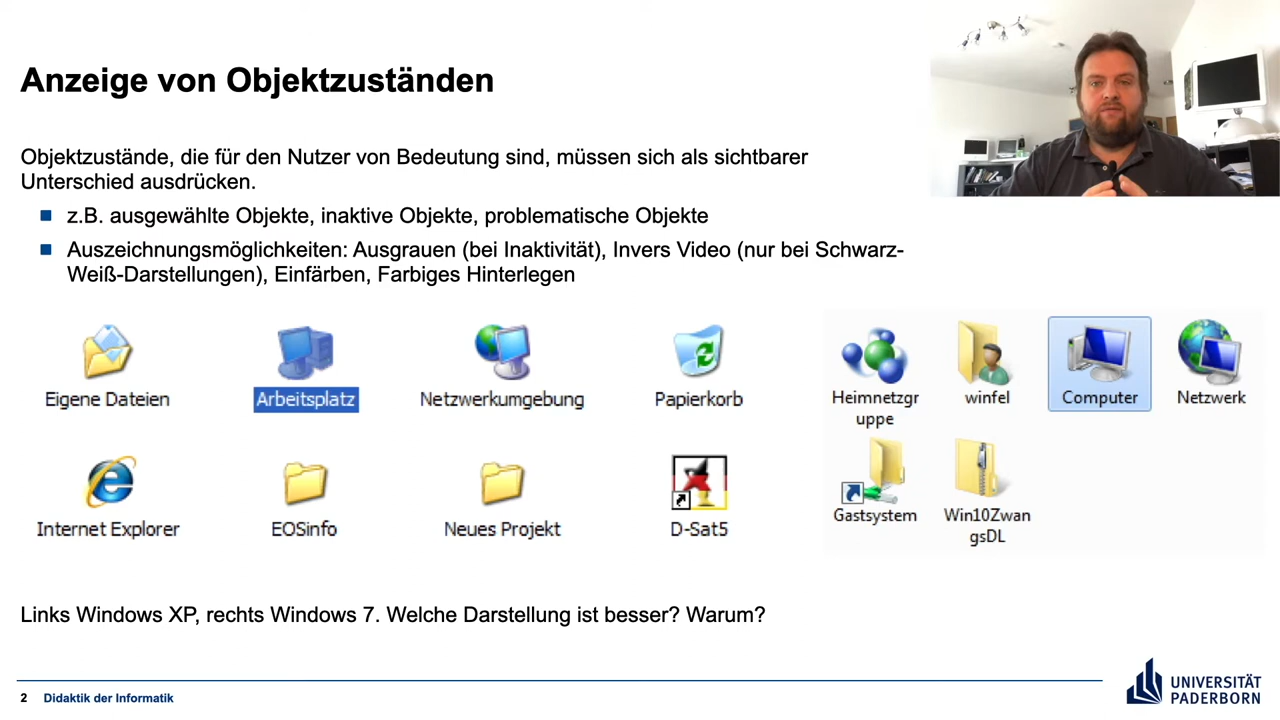 Anzeige von Objektzuständen
Objektzustände, die für den Nutzer von Bedeutung sind, müssen sich als sichtbarer
Unterschied ausdrücken.
z.B. ausgewählte Objekte, inaktive Objekte, problematische Objekte
Auszeichnungsmöglichkeiten: Ausgrauen (bei Inaktivität), Invers Video (nur bei Schwarz-
Weiß-Darstellungen), Einfärben, Farbiges Hinterlegen
Eigene Dateien
Arbeitsplatz
Netzwerkumgebung
Papierkorb
Internet Explorer
EOSinfo
Neues Projekt
D-Sat5
Heimnetzgr
uppe
winfel
Computer
Netzwerk
Gastsystem
Win10Zwan
gsDL
Links Windows XP, rechts Windows 7. Welche Darstellung ist besser? Warum?
2 Didaktik der Informatik
UNIVERSITÄT
PADERBORN